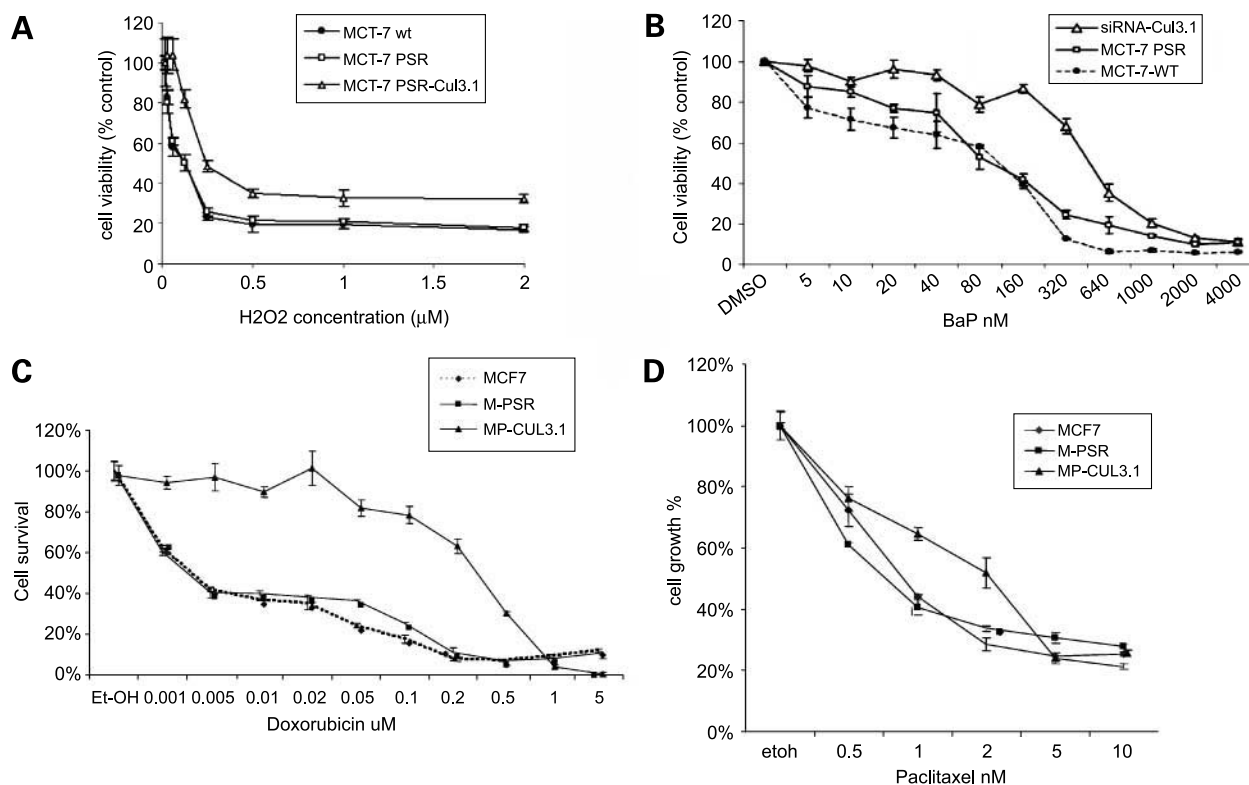 A
120
100
80
60
40
20
0
cell viability (% control)
0
0.5
1
1.5
2
H2O2 concentration (μM)
MCT-7 wt
MCT-7 PSR
MCT-7 PSR-Cul3.1
B
120
100
80
60
40
20
0
Cell viability (% control)
DMSO
5
10
20
40
80
160
320
640
1000
2000
4000
BaP nM
siRNA-Cul3.1
MCT-7 PSR
MCT-7-WT
C
MCF7
M-PSR
MP-CUL3.1
120%
100%
80%
60%
40%
20%
0%
Cell survival
Et-OH 0.001 0.005 0.01 0.02 0.05 0.1 0.2 0.5 1 5
Doxorubicin uM
D
120%
100%
80%
60%
40%
20%
0%
cell growth %
etoh 0.5 1 2 5 10
Paclitaxel nM
MCF7
M-PSR
MP-CUL3.1